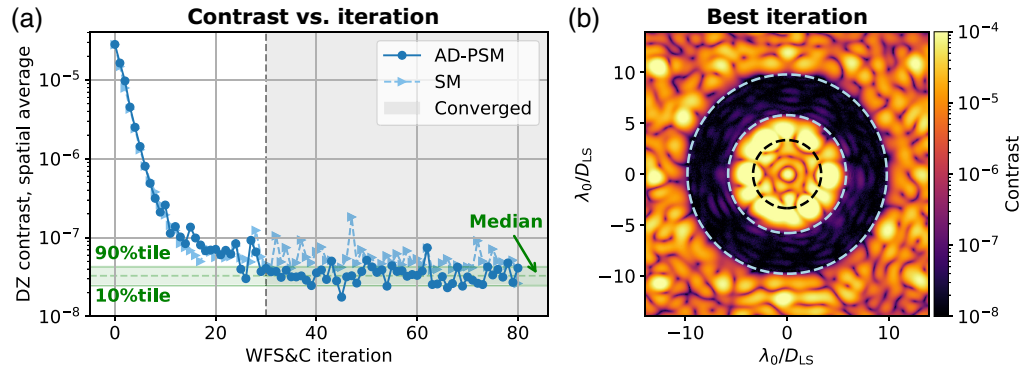 (a)
Contrast vs. iteration
DZ contrast, spatial average
10⁻⁵
10⁻⁶
10⁻⁷
10⁻⁸
AD-PSM
SM
Converged
Median
90%tile
10%tile
0
20
40
60
80
WFS&C iteration
(b)
Best iteration
λ₀/D_LS
10
5
0
−5
−10
−10
0
10
λ₀/D_LS
10⁻⁴
10⁻⁵
10⁻⁶
10⁻⁷
10⁻⁸
Contrast